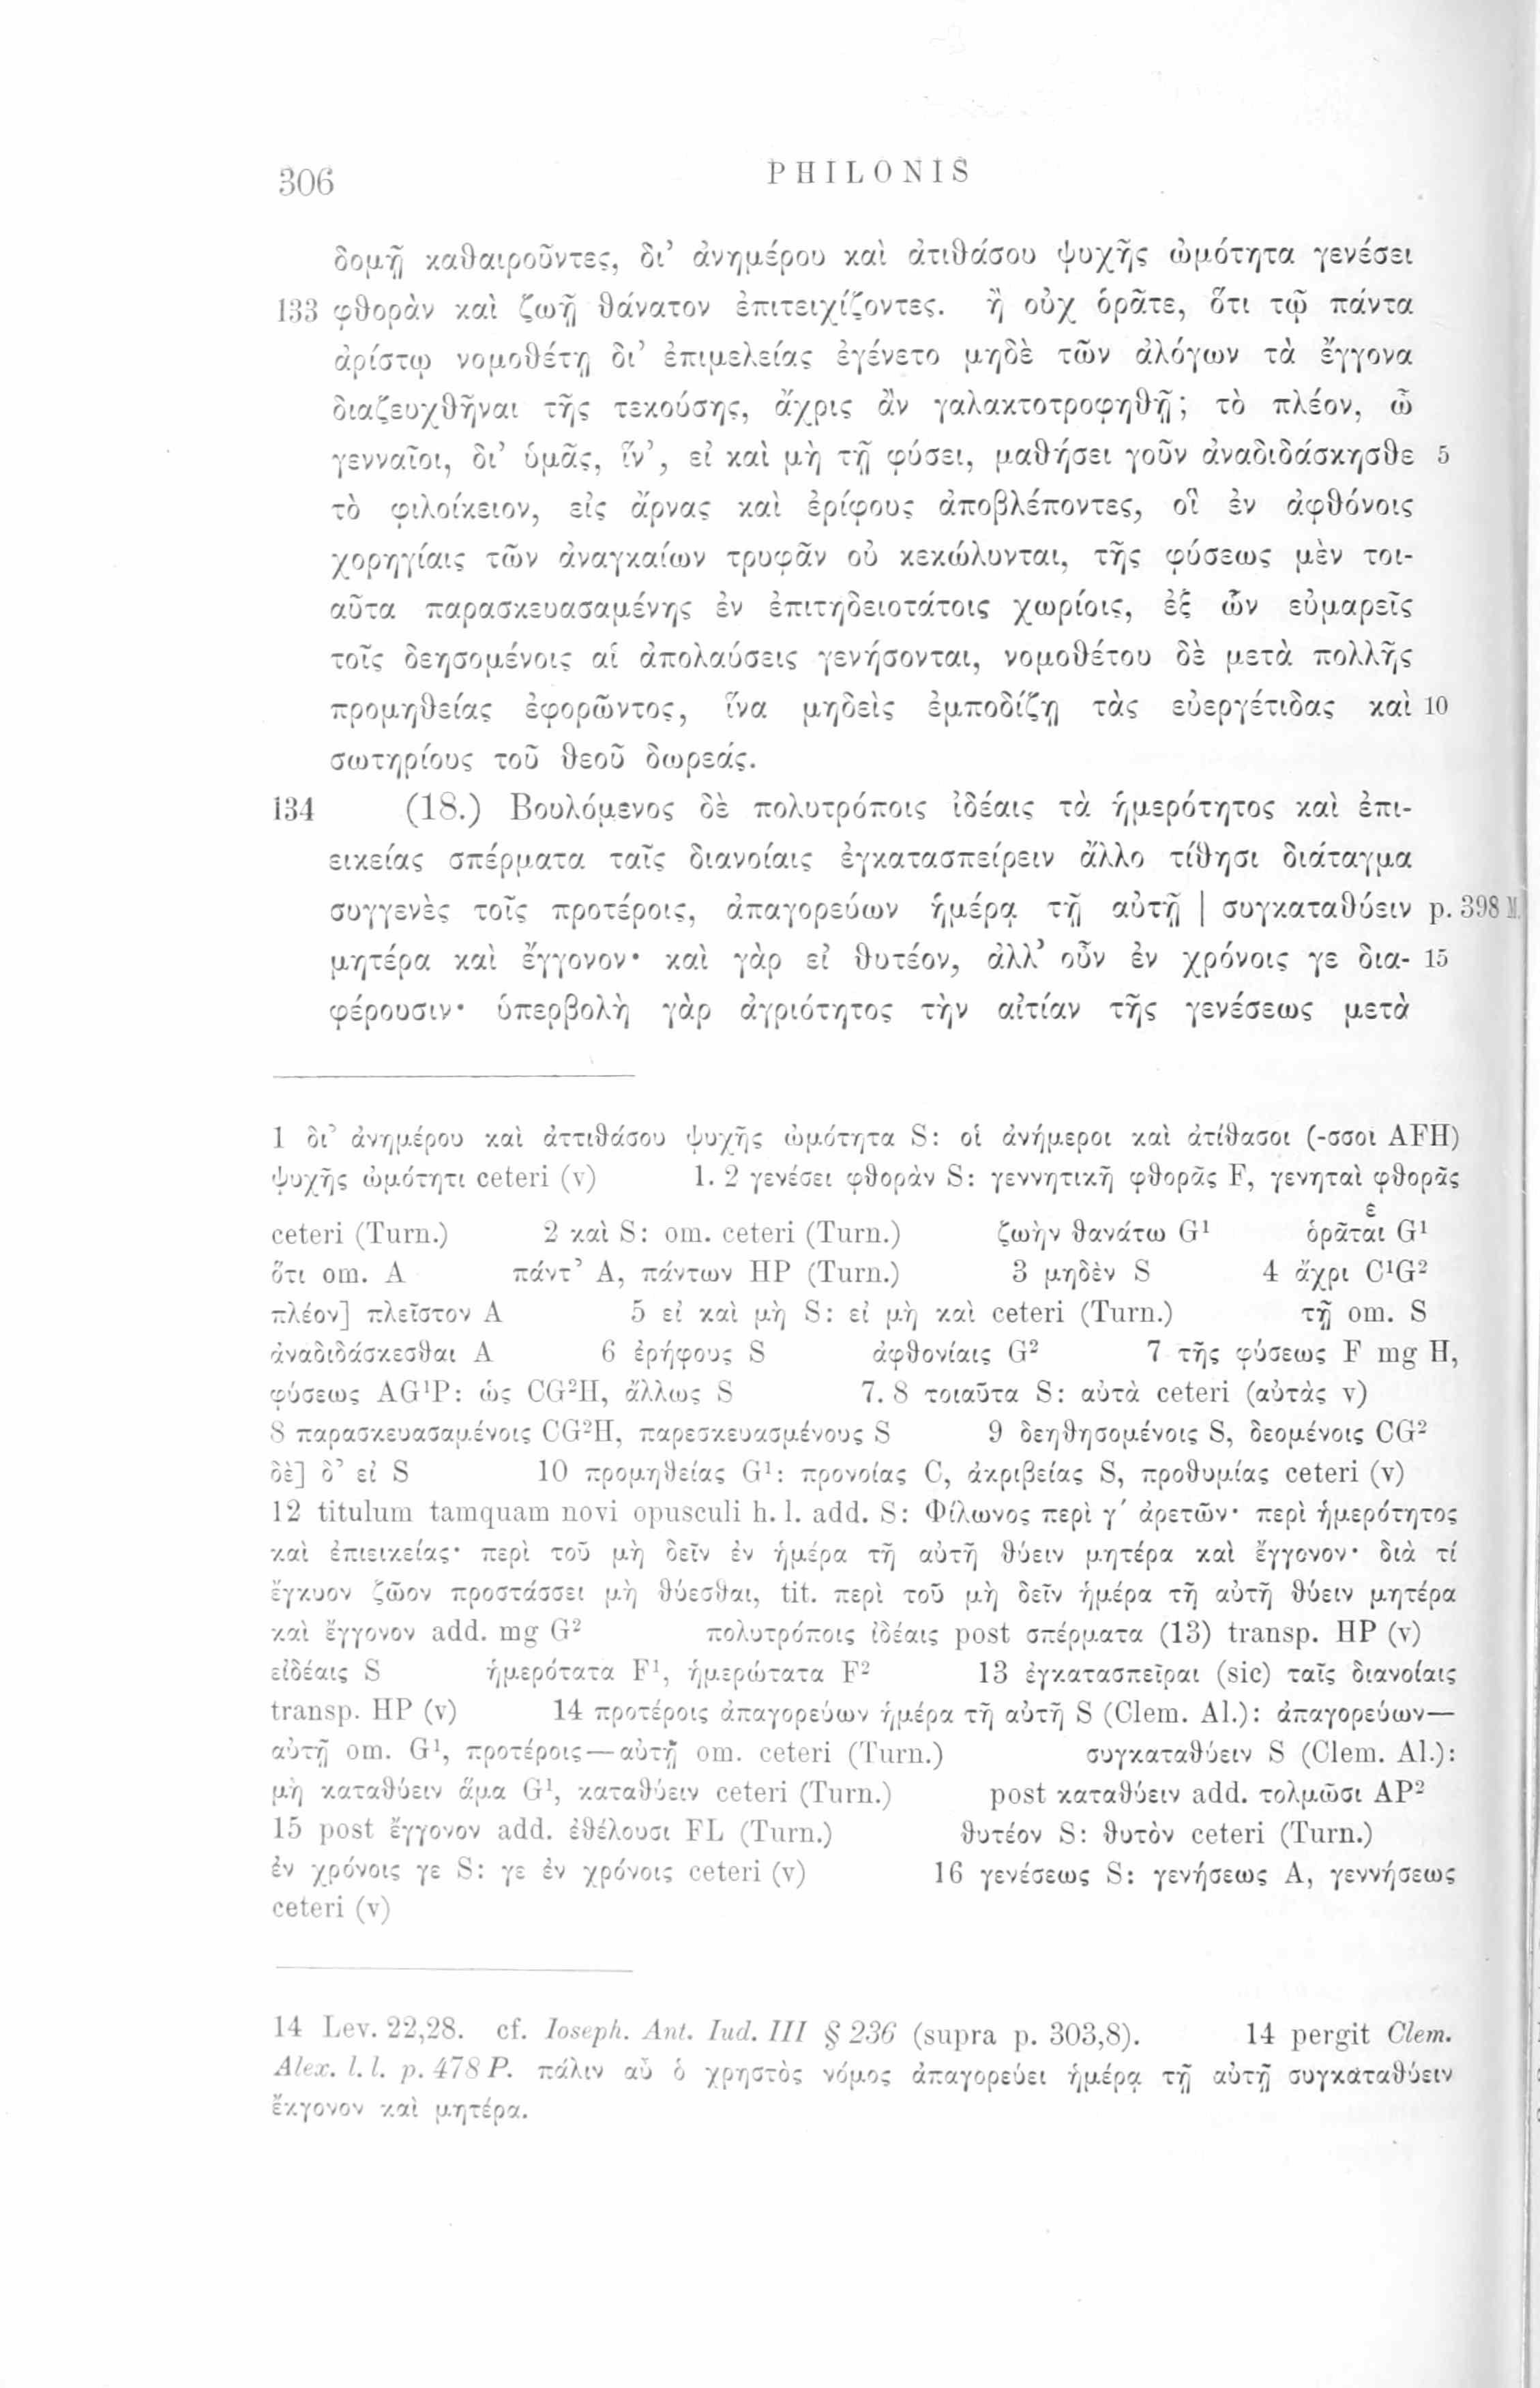 306
PHILONIS
δομῇ καθαιροῦντες, δι’ ἀνημέρου καὶ ἀτιθάσου ψυχῆς ὠμότητα γενέσει
133 φθορὰν καὶ ζωῇ θάνατον ἐπιτειχίζοντες. ἢ οὐχ ὁρᾶτε, ὅτι τῷ πάντα
ἀρίστῳ νομοθέτῃ δι’ ἐπιμελείας ἐγένετο μηδὲ τῶν ἀλόγων τὰ ἔγγονα
διαζευχθῆναι τῆς τεκούσης, ἄχρις ἂν γαλακτοτροφηθῇ; τὸ πλέον, ὦ
γενναῖοι, δι’ ὑμᾶς, ἵν’, εἰ καὶ μὴ τῇ φύσει, μαθήσει γοῦν ἀναδιδάσκησθε 5
τὸ φιλοίκειον, εἰς ἄρνας καὶ ἐρίφους ἀποβλέποντες, οἳ ἐν ἀφθόνοις
χορηγίαις τῶν ἀναγκαίων τρυφᾶν οὐ κεκώλυνται, τῆς φύσεως μὲν τοι-
αῦτα παρασκευασαμένης ἐν ἐπιτηδειοτάτοις χωρίοις, ἐξ ὧν εὐμαρεῖς
τοῖς δεησομένοις αἱ ἀπολαύσεις γενήσονται, νομοθέτου δὲ μετὰ πολλῆς
προμηθείας ἐφορῶντος, ἵνα μηδεὶς ἐμποδίζῃ τὰς εὐεργέτιδας καὶ 10
σωτηρίους τοῦ θεοῦ δωρεάς.
134 (18.) Βουλόμενος δὲ πολυτρόποις ἰδέαις τὰ ἡμερότητος καὶ ἐπι-
εικείας σπέρματα ταῖς διανοίαις ἐγκατασπείρειν ἄλλο τίθησι διάταγμα
συγγενὲς τοῖς προτέροις, ἀπαγορεύων ἡμέρᾳ τῇ αὐτῇ | συγκαταθύειν p. 398 M.
μητέρα καὶ ἔγγονον· καὶ γὰρ εἰ θυτέον, ἀλλ’ οὖν ἐν χρόνοις γε δια- 15
φέρουσιν· ὑπερβολὴ γὰρ ἀγριότητος τὴν αἰτίαν τῆς γενέσεως μετὰ
1 δι’ ἀνημέρου καὶ ἀττιθάσου ψυχῆς ὠμότητα S: οἱ ἀνήμεροι καὶ ἀτίθασοι (-σσοι AFH)
ψυχῆς ὠμότητι ceteri (v) 1. 2 γενέσει φθορὰν S: γεννητικῇ φθορᾶς F, γενηταὶ φθορᾶς
ceteri (Turn.) 2 καὶ S: om. ceteri (Turn.) ζωὴν θανάτω G¹ ὁρᾶται G¹
ε
ὅτι om. A πάντ’ A, πάντων HP (Turn.) 3 μηδὲν S 4 ἄχρι C¹G²
πλέον] πλεῖστον A 5 εἰ καὶ μὴ S: εἰ μὴ καὶ ceteri (Turn.) τῇ om. S
ἀναδιδάσκεσθαι A 6 ἐρήφους S ἀφθονίαις G² 7 τῆς φύσεως F mg H,
φύσεως AG¹P: ὡς CG²H, ἄλλως S 7. 8 τοιαῦτα S: αὐτὰ ceteri (αὐτὰς v)
8 παρασκευασαμένοις CG²H, παρεσκευασμένους S 9 δεηθησομένοις S, δεομένοις CG²
δὲ] δ’ εἰ S 10 προμηθείας G¹: προνοίας C, ἀκριβείας S, προθυμίας ceteri (v)
12 titulum tamquam novi opusculi h. l. add. S: Φίλωνος περὶ γ´ ἀρετῶν· περὶ ἡμερότητος
καὶ ἐπιεικείας· περὶ τοῦ μὴ δεῖν ἐν ἡμέρα τῇ αὐτῇ θύειν μητέρα καὶ ἔγγονον· διὰ τί
ἔγκυον ζῶον προστάσσει μὴ θύεσθαι, tit. περὶ τοῦ μὴ δεῖν ἡμέρα τῇ αὐτῇ θύειν μητέρα
καὶ ἔγγονον add. mg G² πολυτρόποις ἰδέαις post σπέρματα (13) transp. HP (v)
εἰδέαις S ἡμερότατα F¹, ἡμερώτατα F² 13 ἐγκατασπεῖραι (sic) ταῖς διανοίαις
transp. HP (v) 14 προτέροις ἀπαγορεύων ἡμέρα τῇ αὐτῇ S (Clem. Al.): ἀπαγορεύων—
αὐτῇ om. G¹, προτέροις—αὐτῇ om. ceteri (Turn.) συγκαταθύειν S (Clem. Al.):
μὴ καταθύειν ἅμα G¹, καταθύειν ceteri (Turn.) post καταθύειν add. τολμῶσι AP²
15 post ἔγγονον add. ἐθέλουσι FL (Turn.) θυτέον S: θυτὸν ceteri (Turn.)
ἐν χρόνοις γε S: γε ἐν χρόνοις ceteri (v) 16 γενέσεως S: γενήσεως A, γεννήσεως
ceteri (v)
14 Lev. 22,28. cf. Ioseph. Ant. Iud. III § 236 (supra p. 303,8). 14 pergit Clem.
Alex. l. l. p. 478 P. πάλιν αὖ ὁ χρηστὸς νόμος ἀπαγορεύει ἡμέρᾳ τῇ αὐτῇ συγκαταθύειν
ἔκγονον καὶ μητέρα.